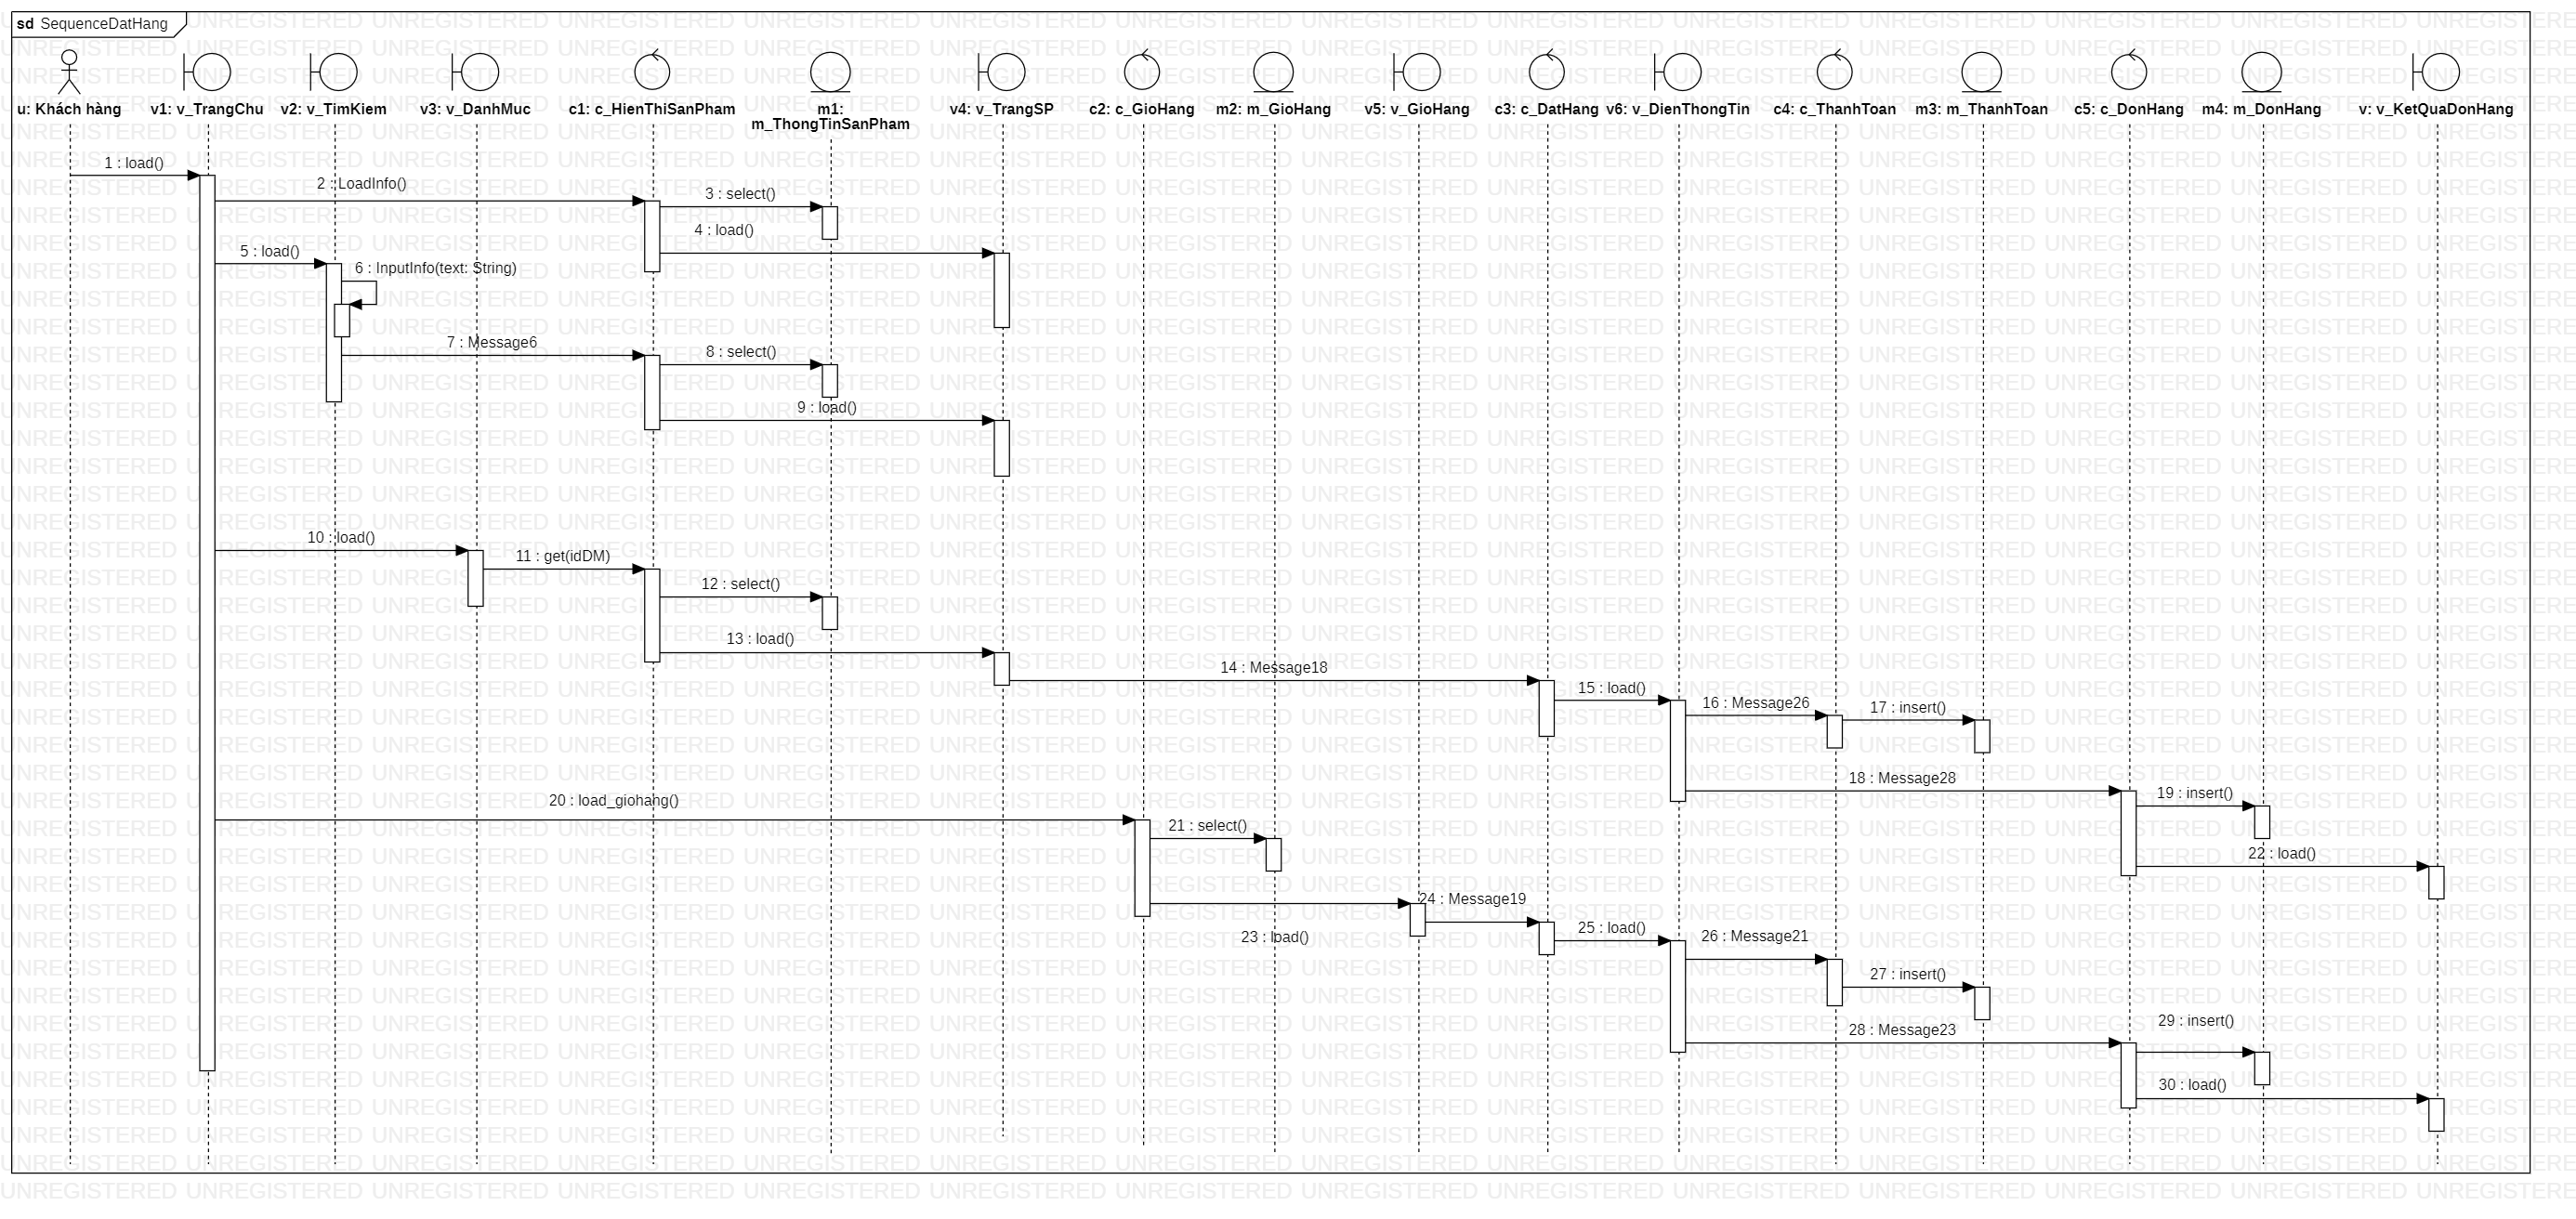 sd SequenceDatHang
u: Khách hàng
v1: v_TrangChu
v2: v_TimKiem
v3: v_DanhMuc
c1: c_HienThiSanPham
m1:
m_ThongTinSanPham
v4: v_TrangSP
c2: c_GioHang
m2: m_GioHang
v5: v_GioHang
c3: c_DatHang
v6: v_DienThongTin
c4: c_ThanhToan
m3: m_ThanhToan
c5: c_DonHang
m4: m_DonHang
v: v_KetQuaDonHang
1 : load()
2 : LoadInfo()
3 : select()
4 : load()
5 : load()
6 : InputInfo(text: String)
7 : Message6
8 : select()
9 : load()
10 : load()
11 : get(idDM)
12 : select()
13 : load()
14 : Message18
15 : load()
16 : Message26
17 : insert()
18 : Message28
19 : insert()
20 : load_giohang()
21 : select()
22 : load()
23 : load()
24 : Message19
25 : load()
26 : Message21
27 : insert()
28 : Message23
29 : insert()
30 : load()
UNREGISTERED